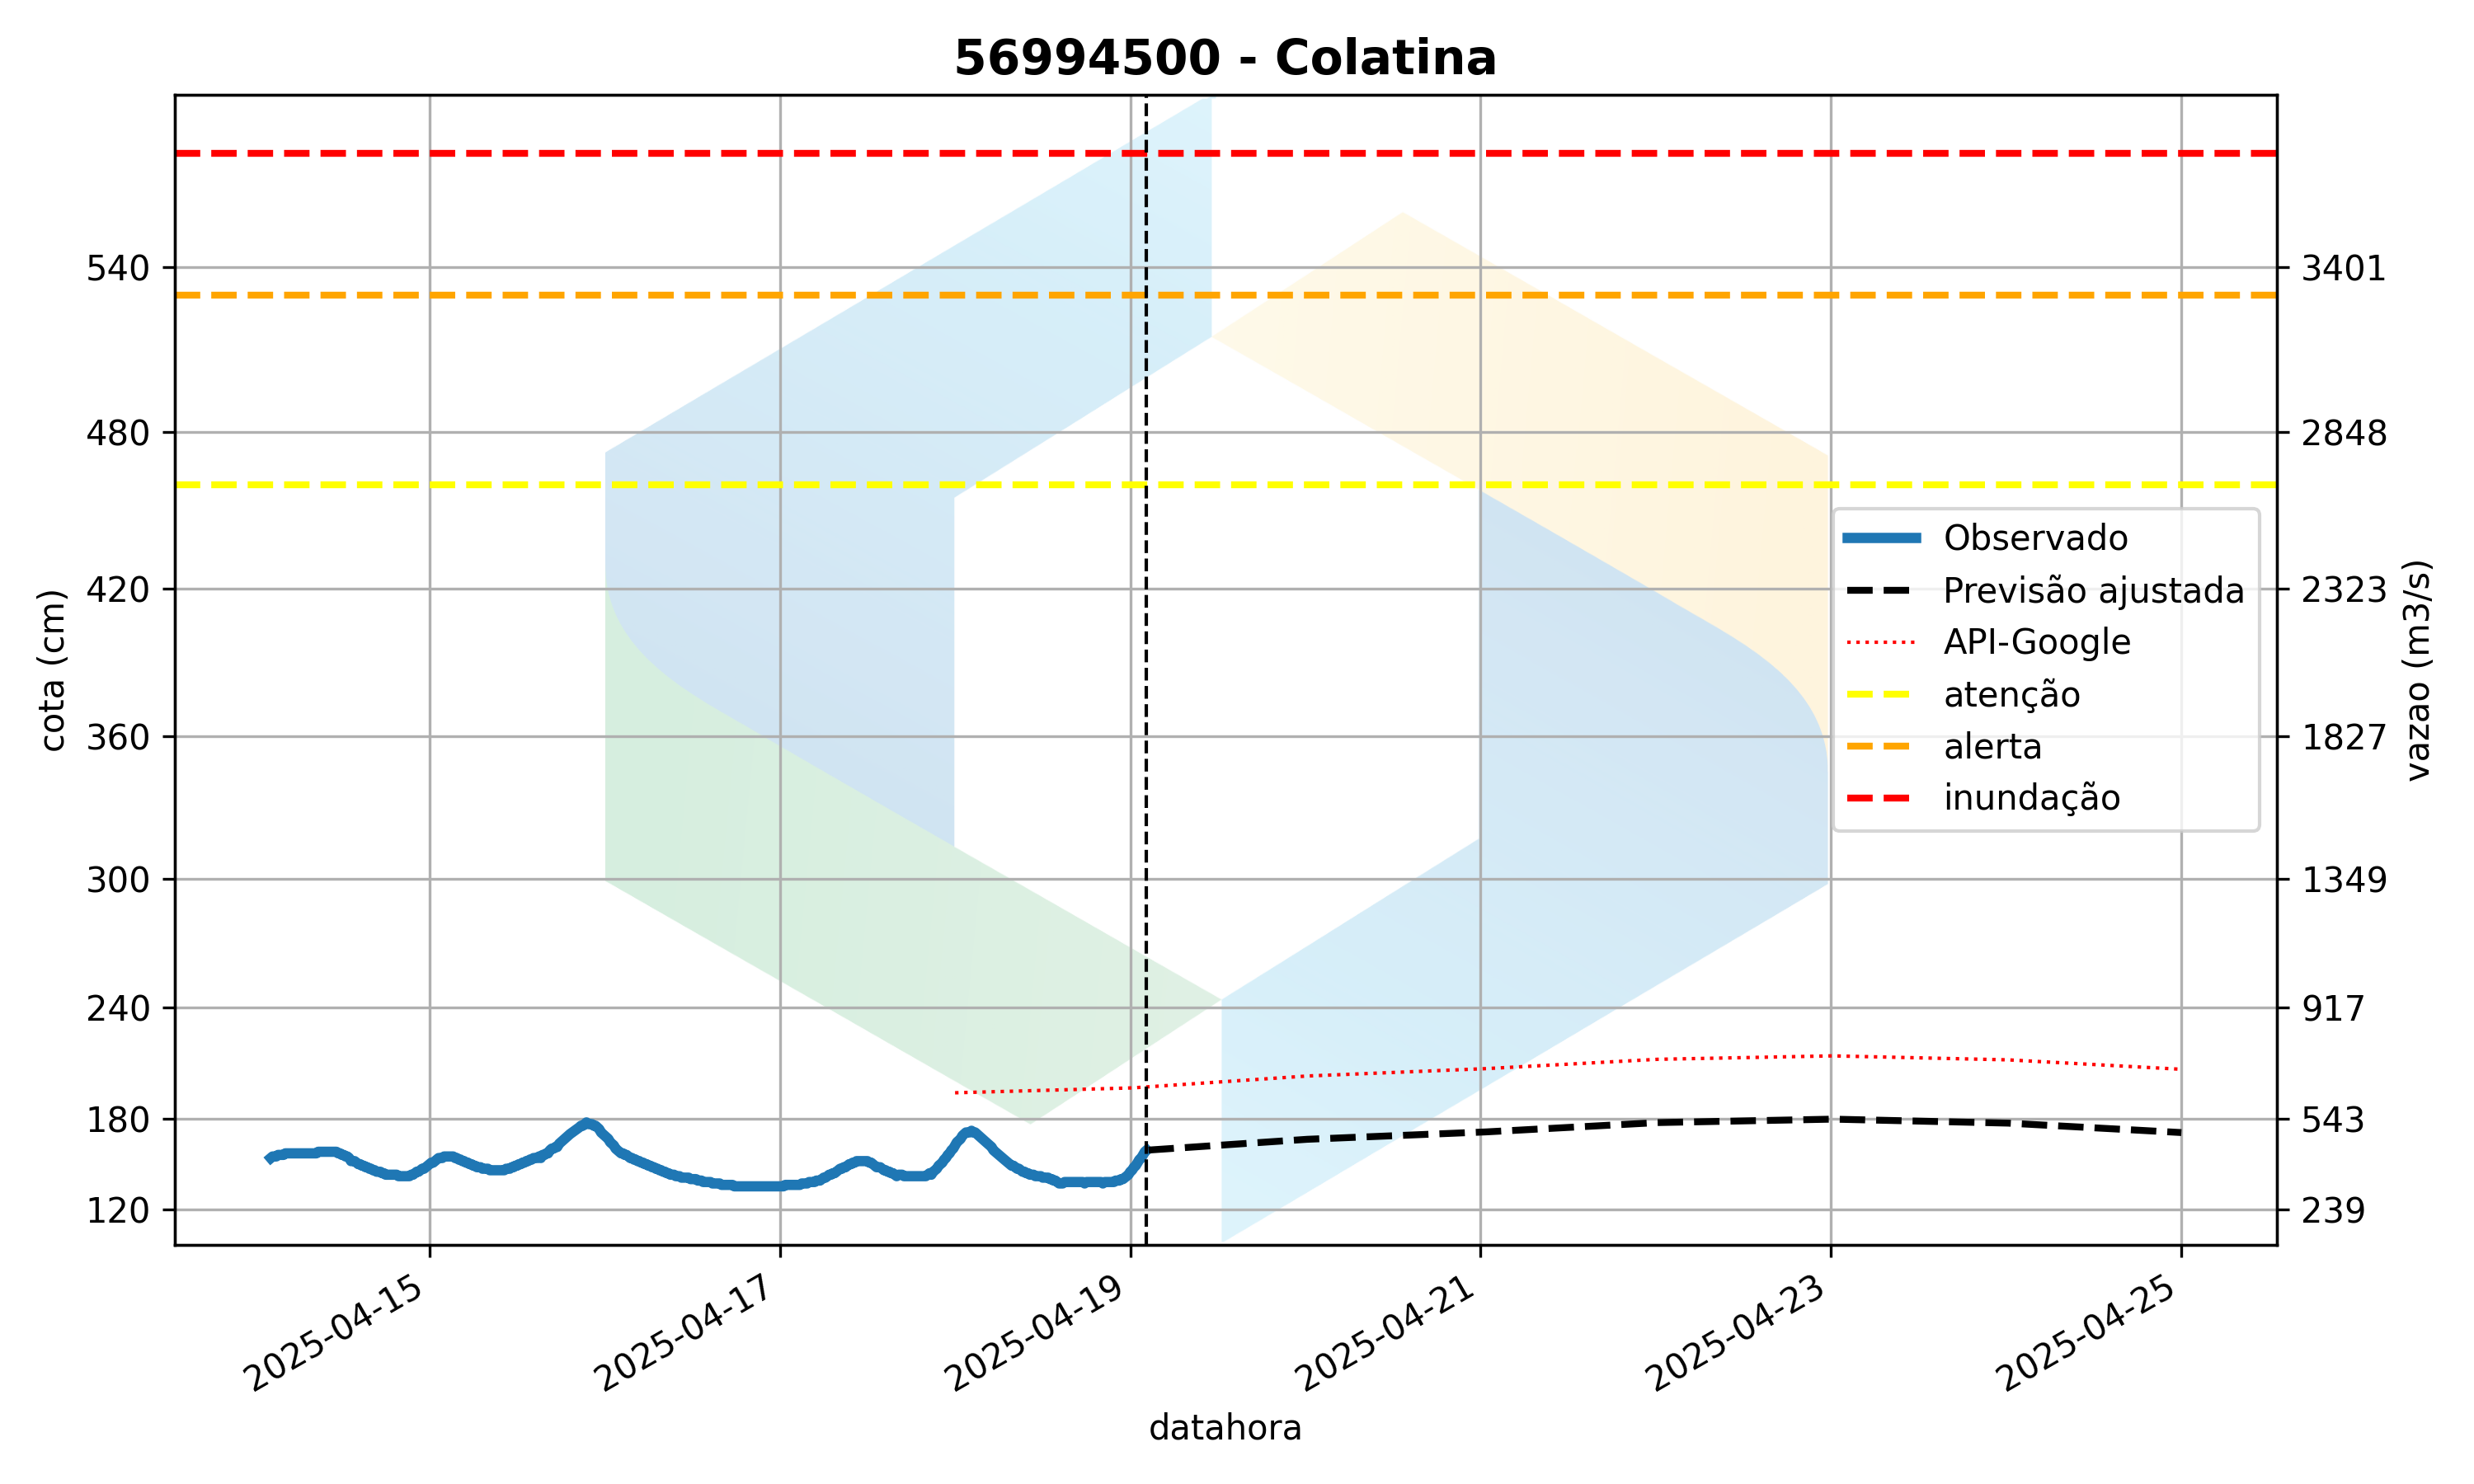 56994500 - Colatina
540
480
420
360
300
240
180
120
cota (cm)
3401
2848
2323
1827
1349
917
543
239
vazao (m3/s)
Observado
Previsão ajustada
API-Google
atenção
alerta
inundação
2025-04-15
2025-04-17
2025-04-19
2025-04-21
2025-04-23
2025-04-25
datahora